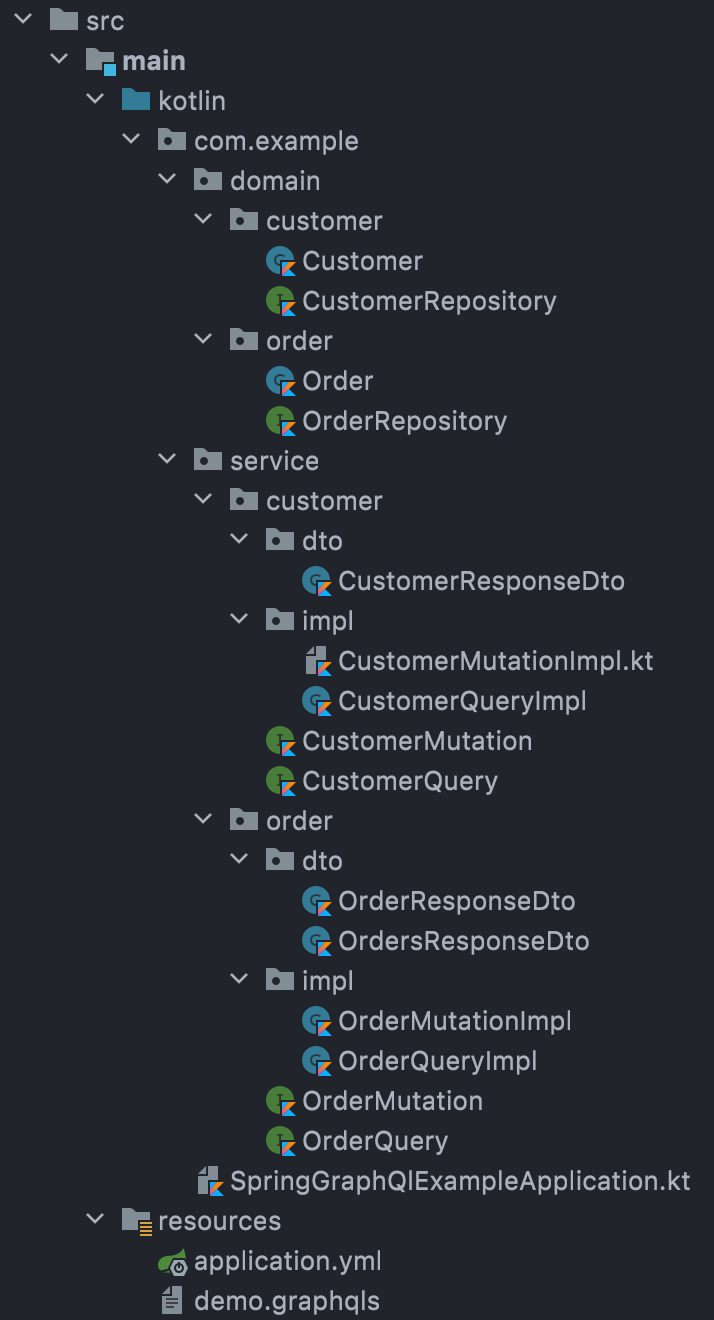 src
main
kotlin
com.example
domain
customer
Customer
CustomerRepository
order
Order
OrderRepository
service
customer
dto
CustomerResponseDto
impl
CustomerMutationImpl.kt
CustomerQueryImpl
CustomerMutation
CustomerQuery
order
dto
OrderResponseDto
OrdersResponseDto
impl
OrderMutationImpl
OrderQueryImpl
OrderMutation
OrderQuery
SpringGraphQlExampleApplication.kt
resources
application.yml
demo.graphqls